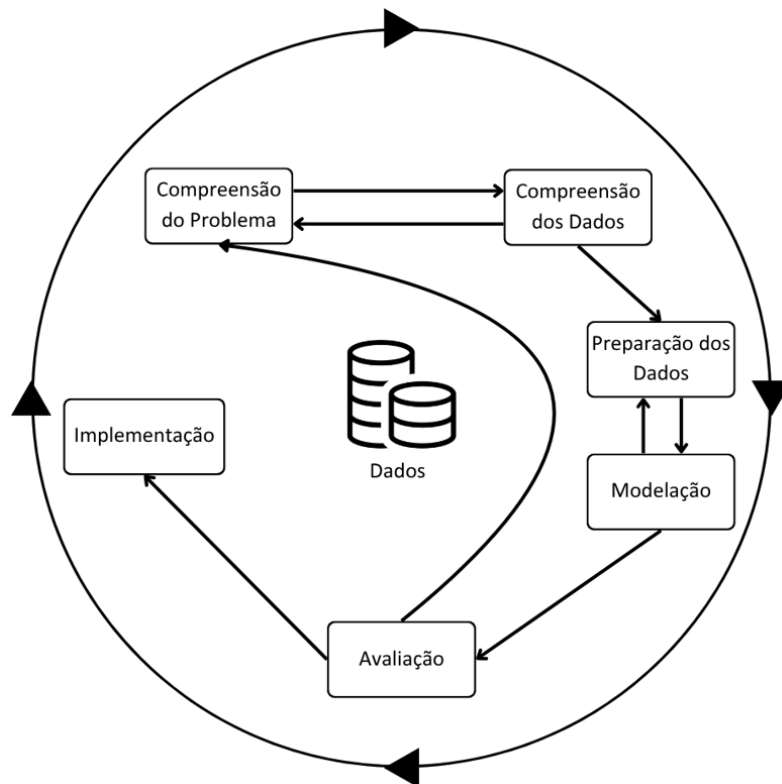 Compreensão
do Problema
Compreensão
dos Dados
Preparação dos
Dados
Modelação
Avaliação
Implementação
Dados